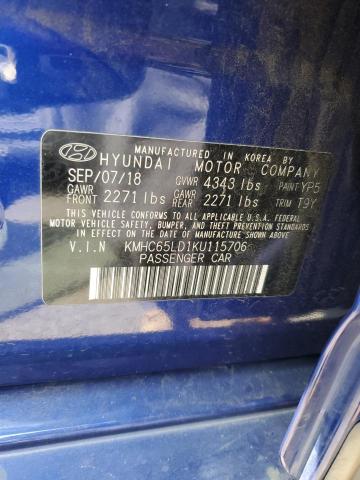 MANUFACTURED IN KOREA BY
HYUNDAI MOTOR COMPANY
SEP/07/18 GVWR 4343 lbs PAINT YP5
GAWR FRONT 2271 lbs GAWR REAR 2271 lbs TRIM T9Y
THIS VEHICLE CONFORMS TO ALL APPLICABLE U.S.A. FEDERAL
MOTOR VEHICLE SAFETY, BUMPER, AND THEFT PREVENTION STANDARDS
IN EFFECT ON THE DATE OF MANUFACTURE SHOWN ABOVE.
V.I.N KMHC65LD1KU115706
PASSENGER CAR